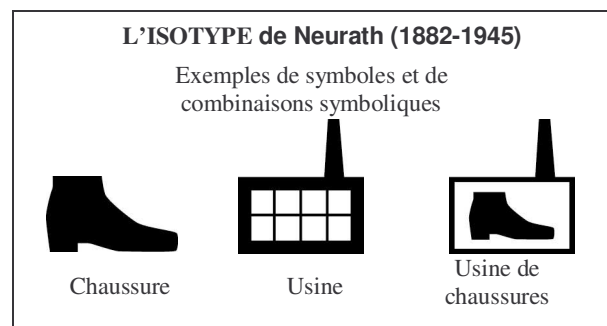 L'ISOTYPE de Neurath (1882-1945)
Exemples de symboles et de
combinaisons symboliques
Chaussure
Usine
Usine de
chaussures